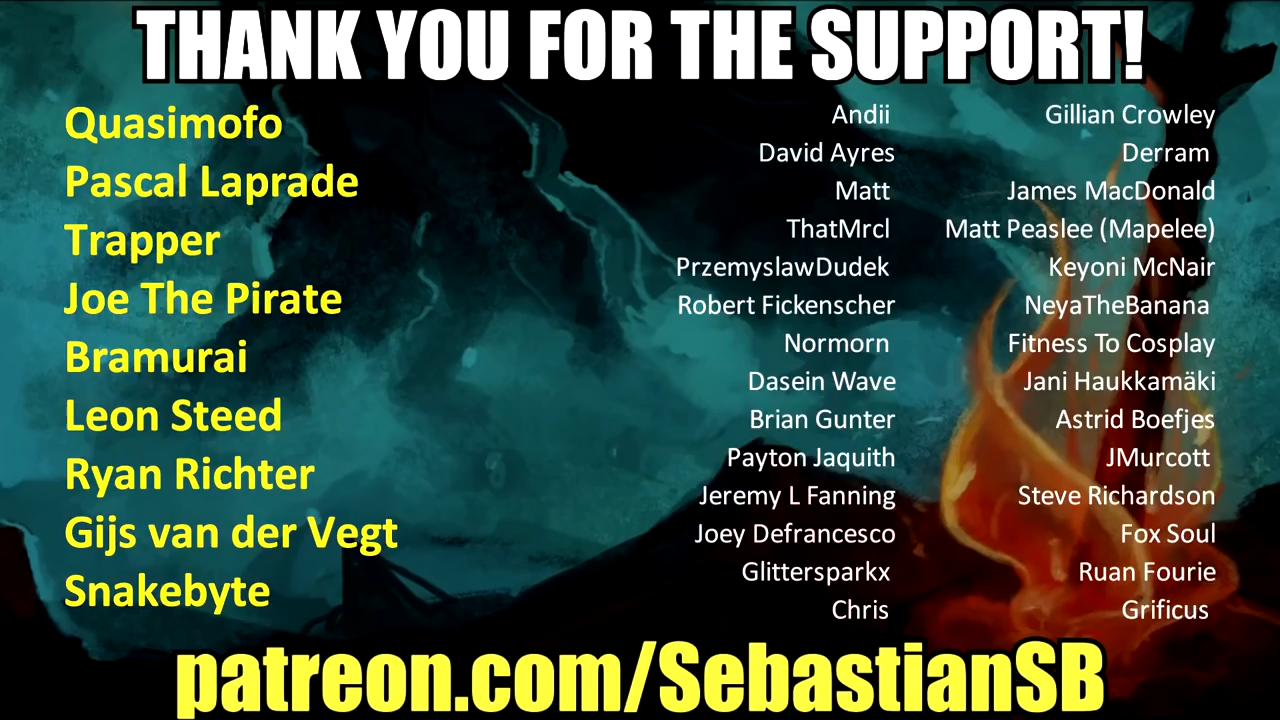 THANK YOU FOR THE SUPPORT!
Quasimofo
Pascal Laprade
Trapper
Joe The Pirate
Bramurai
Leon Steed
Ryan Richter
Gijs van der Vegt
Snakebyte
Andii
David Ayres
Matt
ThatMrcl
PrzemyslawDudek
Robert Fickenscher
Normorn
Dasein Wave
Brian Gunter
Payton Jaquith
Jeremy L Fanning
Joey Defrancesco
Glittersparkx
Chris
Gillian Crowley
Derram
James MacDonald
Matt Peaslee (Mapelee)
Keyoni McNair
NeyaTheBanana
Fitness To Cosplay
Jani Haukkamäki
Astrid Boefjes
JMurcott
Steve Richardson
Fox Soul
Ruan Fourie
Grificus
patreon.com/SebastianSB